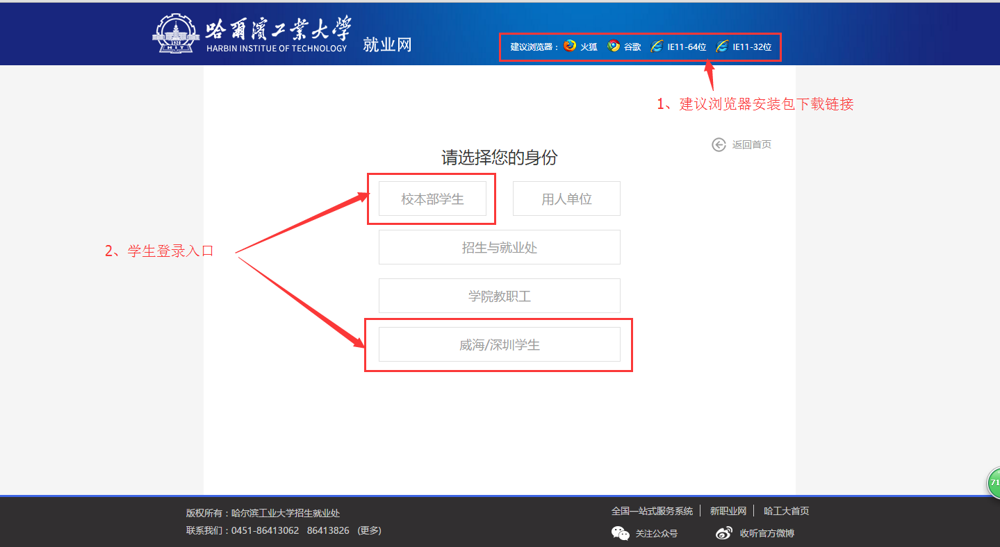 哈爾濱工業大學
HARBIN INSTITUE OF TECHNOLOGY
就业网
建议浏览器： 火狐 谷歌 IE11-64位 IE11-32位
1、建议浏览器安装包下载链接
返回首页
请选择您的身份
校本部学生 用人单位
招生与就业处
2、学生登录入口
学院教职工
威海/深圳学生
71
版权所有：哈尔滨工业大学招生就业处
联系我们：0451-86413062 86413826 (更多)
全国一站式服务系统 新职业网 哈工大首页
关注公众号 收听官方微博